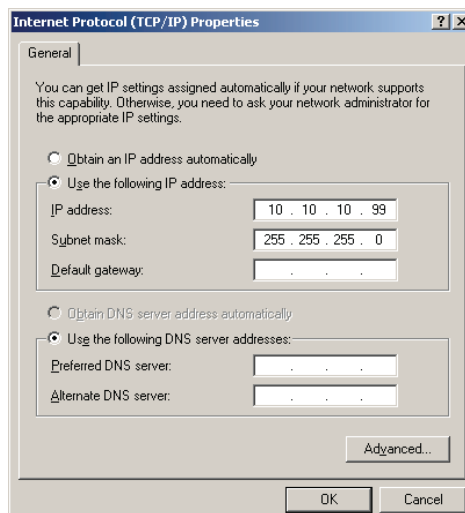 Internet Protocol (TCP/IP) Properties
General
You can get IP settings assigned automatically if your network supports
this capability. Otherwise, you need to ask your network administrator for
the appropriate IP settings.
Obtain an IP address automatically
Use the following IP address:
IP address: 10 . 10 . 10 . 99
Subnet mask: 255 . 255 . 255 . 0
Default gateway: . . .
Obtain DNS server address automatically
Use the following DNS server addresses:
Preferred DNS server: . . .
Alternate DNS server: . . .
Advanced...
OK Cancel